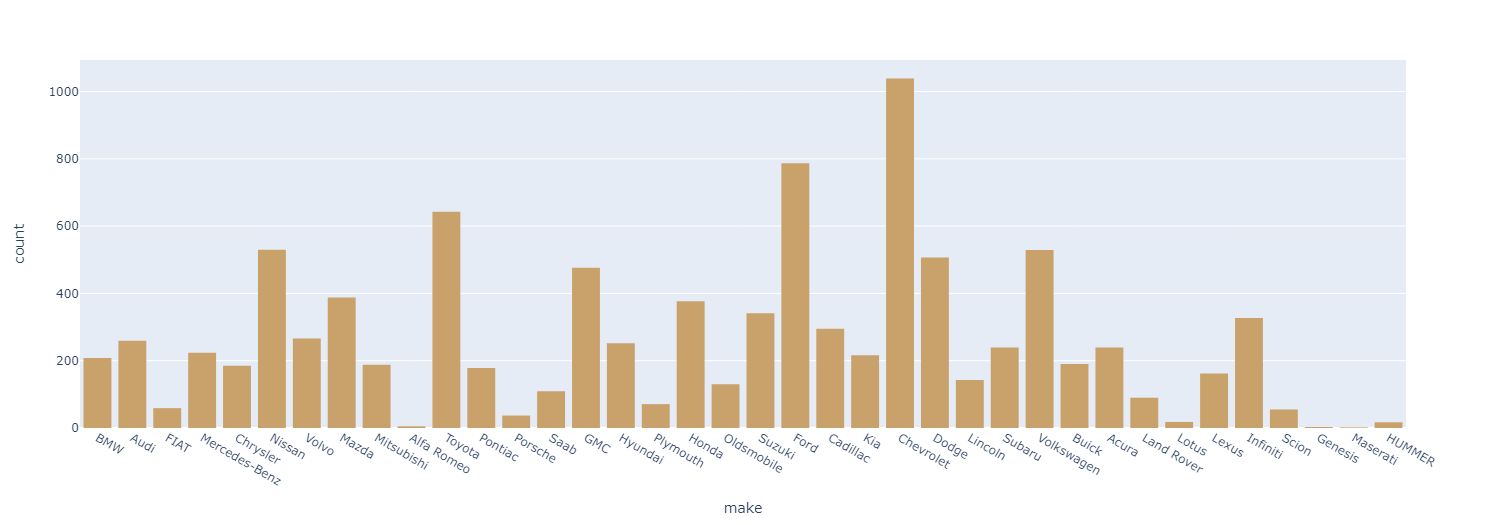 1000
800
600
400
200
0
count
BMW
Audi
FIAT
Mercedes-Benz
Chrysler
Nissan
Volvo
Mazda
Mitsubishi
Alfa Romeo
Toyota
Pontiac
Porsche
Saab
GMC
Hyundai
Plymouth
Honda
Oldsmobile
Suzuki
Ford
Cadillac
Kia
Chevrolet
Dodge
Lincoln
Subaru
Volkswagen
Buick
Acura
Land Rover
Lotus
Lexus
Infiniti
Scion
Genesis
Maserati
HUMMER
make